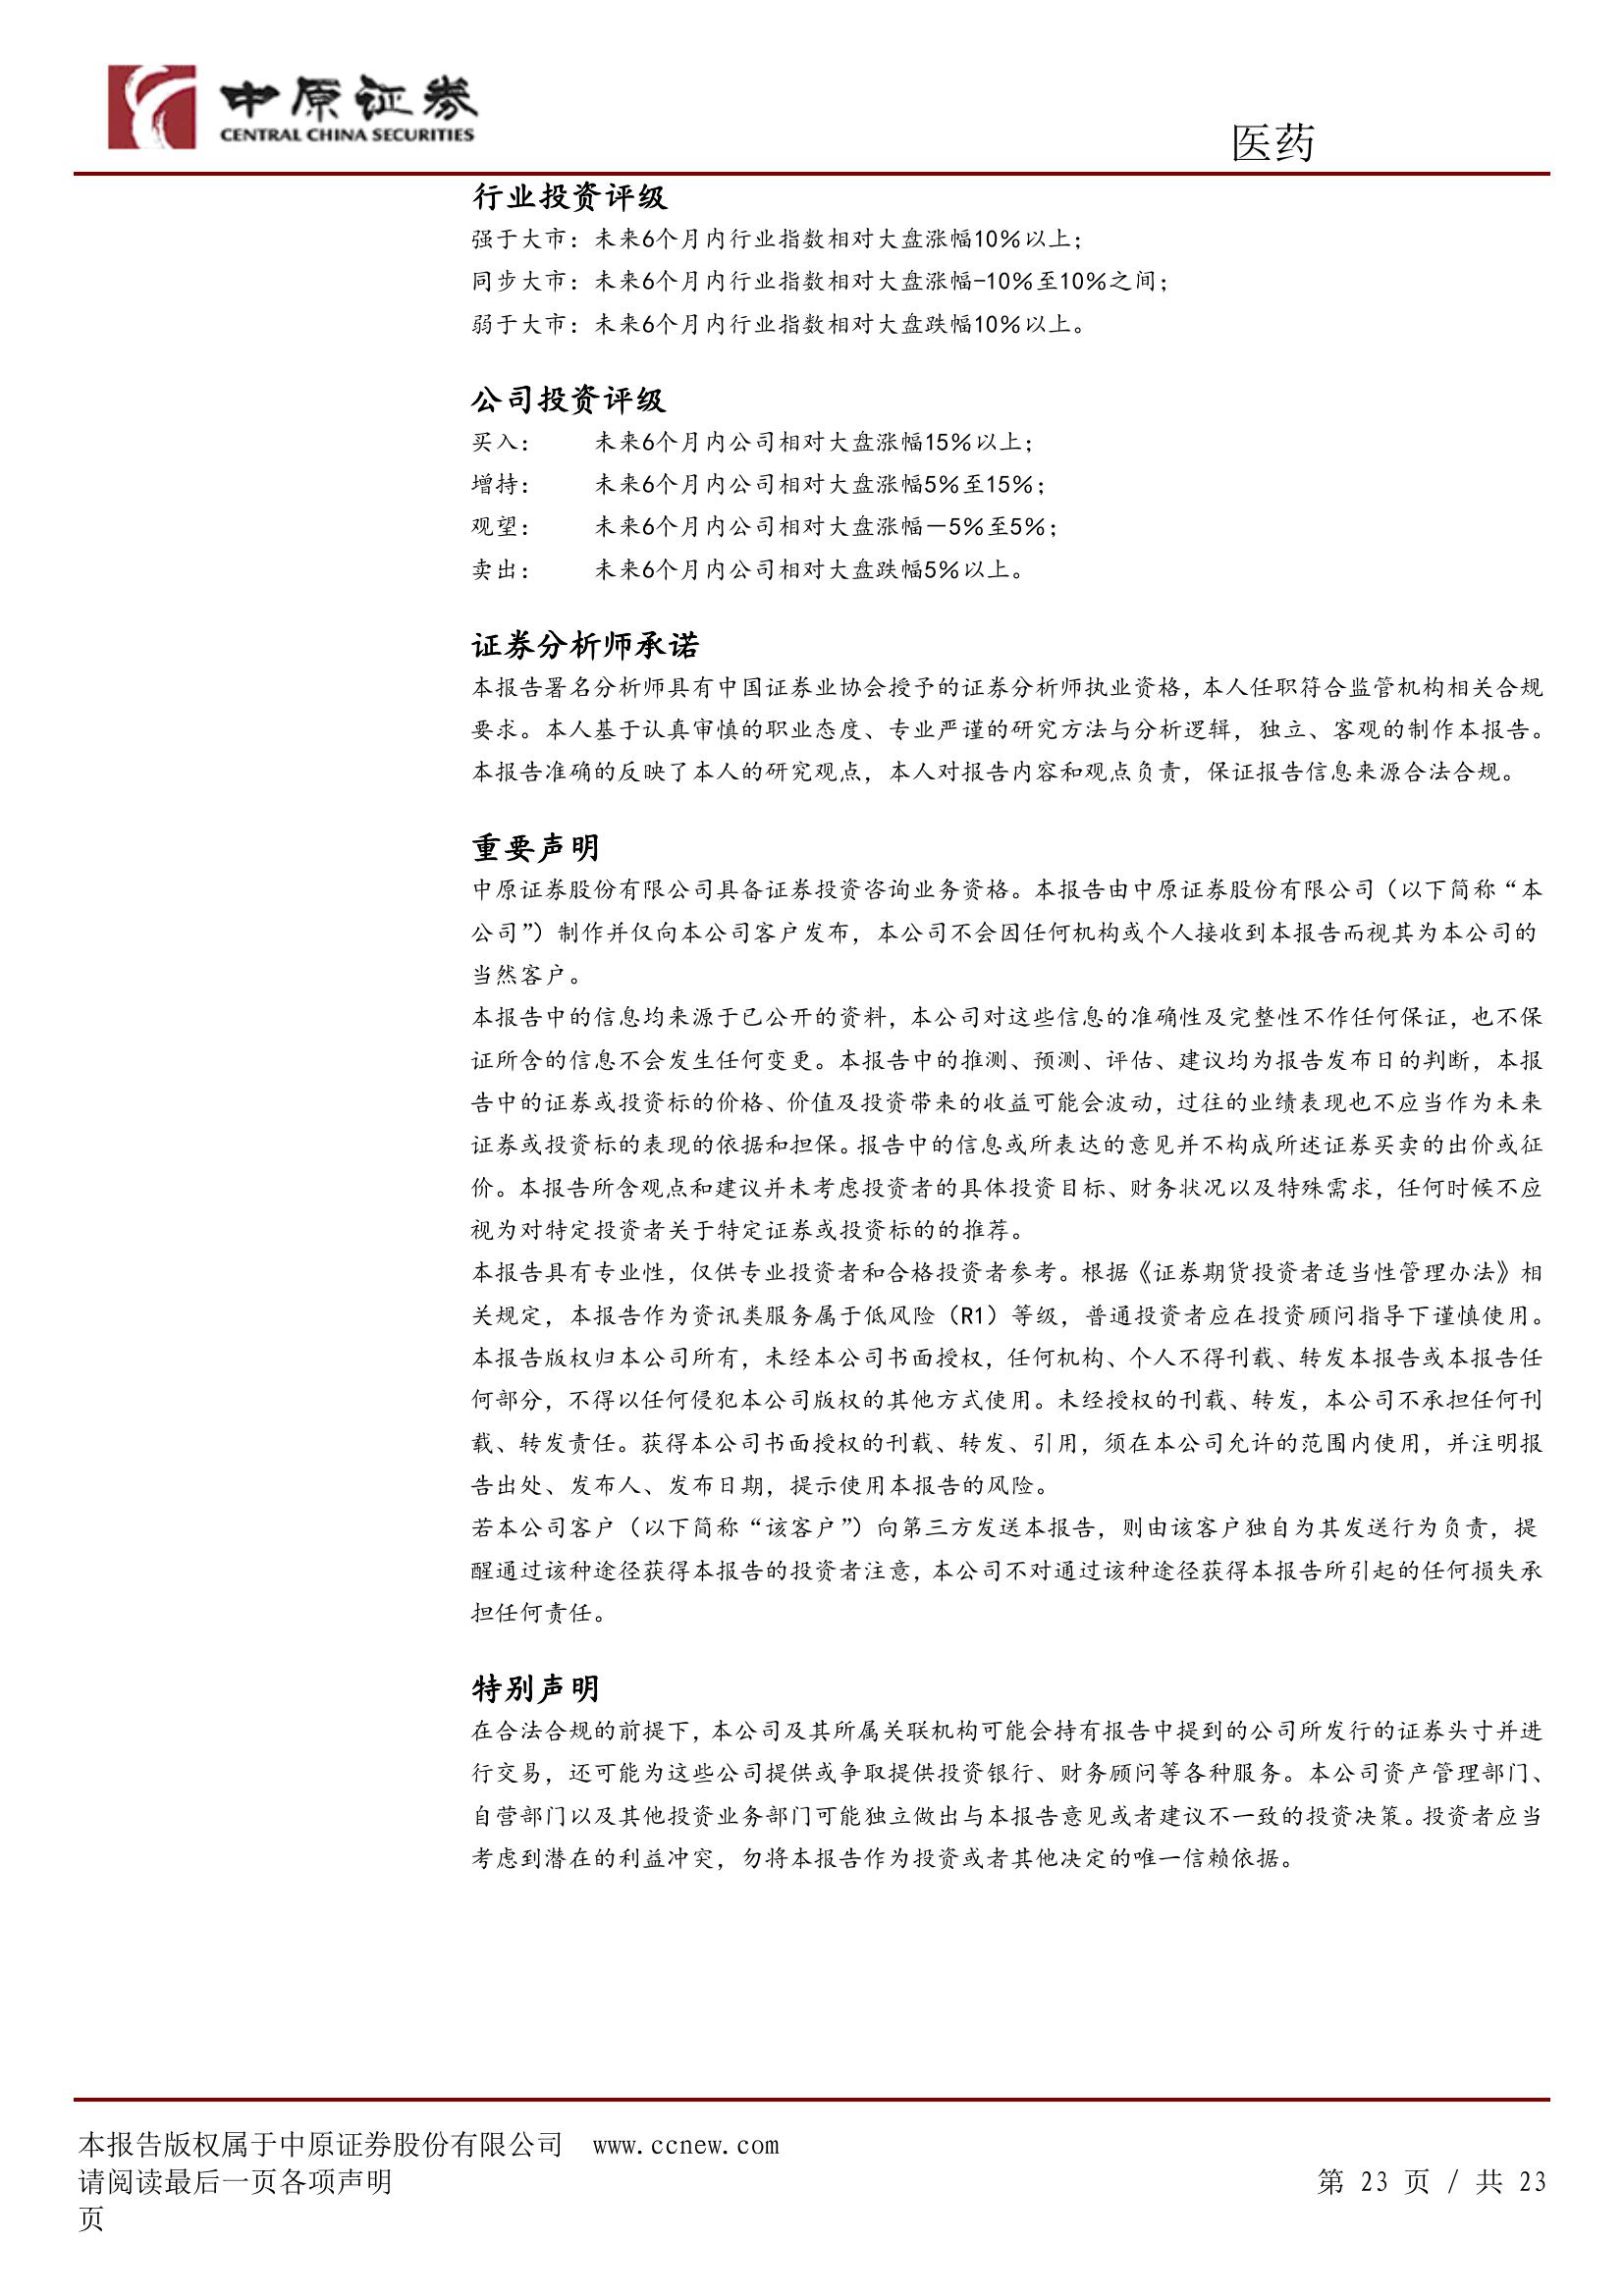 中原证券
CENTRAL CHINA SECURITIES
医药
行业投资评级
强于大市：未来6个月内行业指数相对大盘涨幅10％以上；
同步大市：未来6个月内行业指数相对大盘涨幅-10％至10％之间；
弱于大市：未来6个月内行业指数相对大盘跌幅10％以上。
公司投资评级
买入： 未来6个月内公司相对大盘涨幅15％以上；
增持： 未来6个月内公司相对大盘涨幅5％至15％；
观望： 未来6个月内公司相对大盘涨幅－5％至5％；
卖出： 未来6个月内公司相对大盘跌幅5％以上。
证券分析师承诺
本报告署名分析师具有中国证券业协会授予的证券分析师执业资格，本人任职符合监管机构相关合规
要求。本人基于认真审慎的职业态度、专业严谨的研究方法与分析逻辑，独立、客观的制作本报告。
本报告准确的反映了本人的研究观点，本人对报告内容和观点负责，保证报告信息来源合法合规。
重要声明
中原证券股份有限公司具备证券投资咨询业务资格。本报告由中原证券股份有限公司（以下简称“本
公司”）制作并仅向本公司客户发布，本公司不会因任何机构或个人接收到本报告而视其为本公司的
当然客户。
本报告中的信息均来源于已公开的资料，本公司对这些信息的准确性及完整性不作任何保证，也不保
证所含的信息不会发生任何变更。本报告中的推测、预测、评估、建议均为报告发布日的判断，本报
告中的证券或投资标的价格、价值及投资带来的收益可能会波动，过往的业绩表现也不应当作为未来
证券或投资标的表现的依据和担保。报告中的信息或所表达的意见并不构成所述证券买卖的出价或征
价。本报告所含观点和建议并未考虑投资者的具体投资目标、财务状况以及特殊需求，任何时候不应
视为对特定投资者关于特定证券或投资标的的推荐。
本报告具有专业性，仅供专业投资者和合格投资者参考。根据《证券期货投资者适当性管理办法》相
关规定，本报告作为资讯类服务属于低风险（R1）等级，普通投资者应在投资顾问指导下谨慎使用。
本报告版权归本公司所有，未经本公司书面授权，任何机构、个人不得刊载、转发本报告或本报告任
何部分，不得以任何侵犯本公司版权的其他方式使用。未经授权的刊载、转发，本公司不承担任何刊
载、转发责任。获得本公司书面授权的刊载、转发、引用，须在本公司允许的范围内使用，并注明报
告出处、发布人、发布日期，提示使用本报告的风险。
若本公司客户（以下简称“该客户”）向第三方发送本报告，则由该客户独自为其发送行为负责，提
醒通过该种途径获得本报告的投资者注意，本公司不对通过该种途径获得本报告所引起的任何损失承
担任何责任。
特别声明
在合法合规的前提下，本公司及其所属关联机构可能会持有报告中提到的公司所发行的证券头寸并进
行交易，还可能为这些公司提供或争取提供投资银行、财务顾问等各种服务。本公司资产管理部门、
自营部门以及其他投资业务部门可能独立做出与本报告意见或者建议不一致的投资决策。投资者应当
考虑到潜在的利益冲突，勿将本报告作为投资或者其他决定的唯一信赖依据。
本报告版权属于中原证券股份有限公司 www.ccnew.com
请阅读最后一页各项声明 第 23 页 / 共 23
页